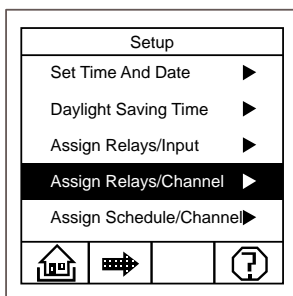 Setup
Set Time And Date
Daylight Saving Time
Assign Relays/Input
Assign Relays/Channel
Assign Schedule/Channel
?